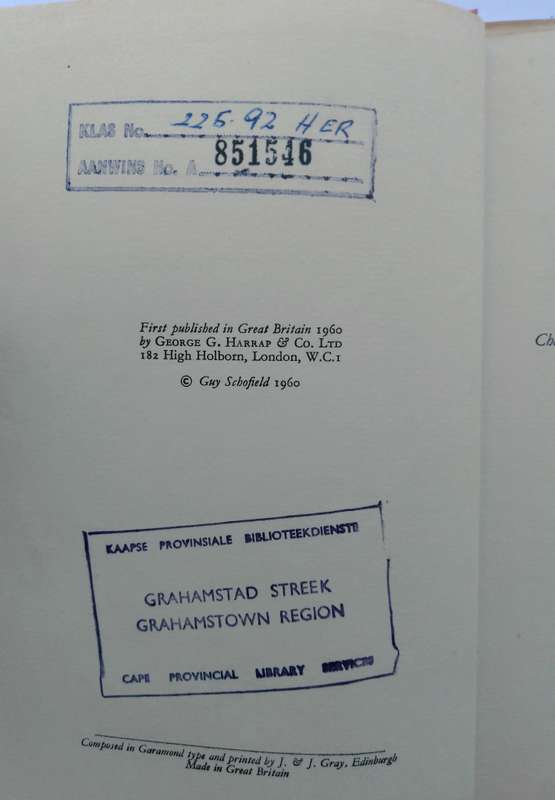 KLAS No. 226.92 HER
AANWINS No. A. 851546
First published in Great Britain 1960
by GEORGE G. HARRAP & CO. LTD
182 High Holborn, London, W.C.1
© Guy Schofield 1960
KAAPSE PROVINSIALE BIBLIOTEEKDIENSTE
GRAHAMSTAD STREEK
GRAHAMSTOWN REGION
CAPE PROVINCIAL LIBRARY SERVICES
Composed in Garamond type and printed by J. & J. Gray, Edinburgh
Made in Great Britain